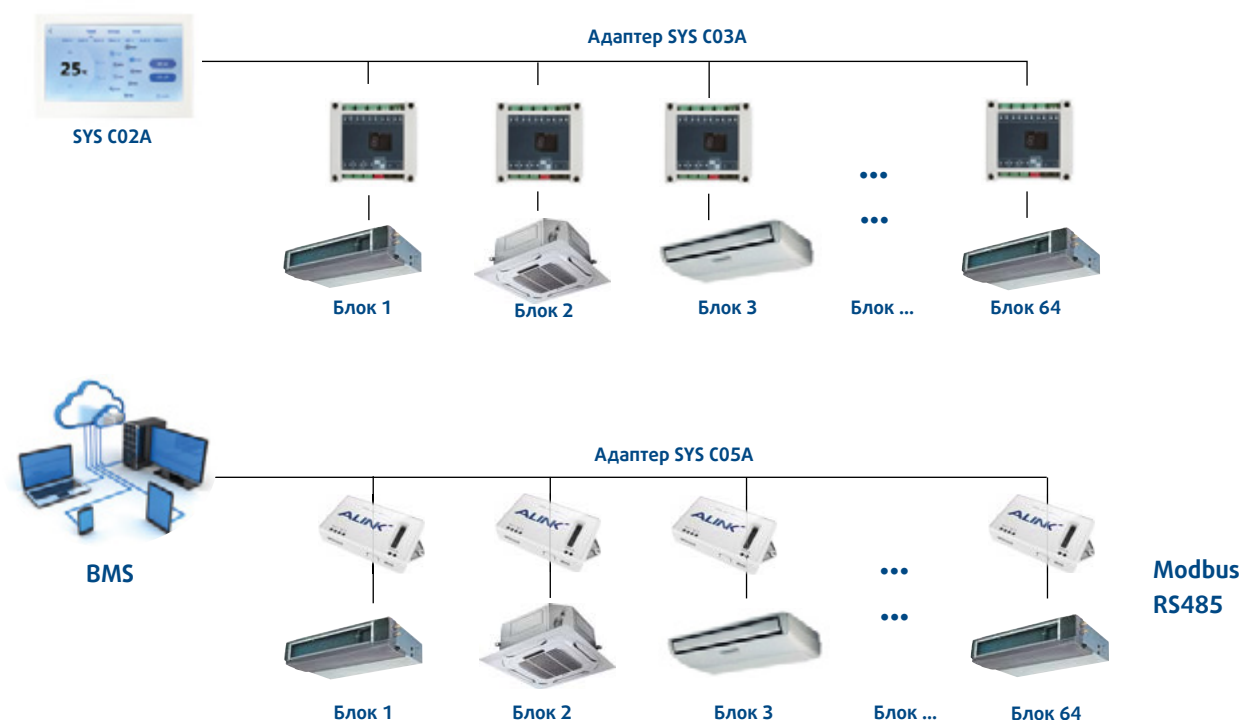 Адаптер SYS C03A
25
SYS C02A
...
...
Блок 1
Блок 2
Блок 3
Блок ...
Блок 64
Адаптер SYS C05A
ALINK
ALINK
ALINK
ALINK
BMS
...
...
Modbus
RS485
Блок 1
Блок 2
Блок 3
Блок ...
Блок 64